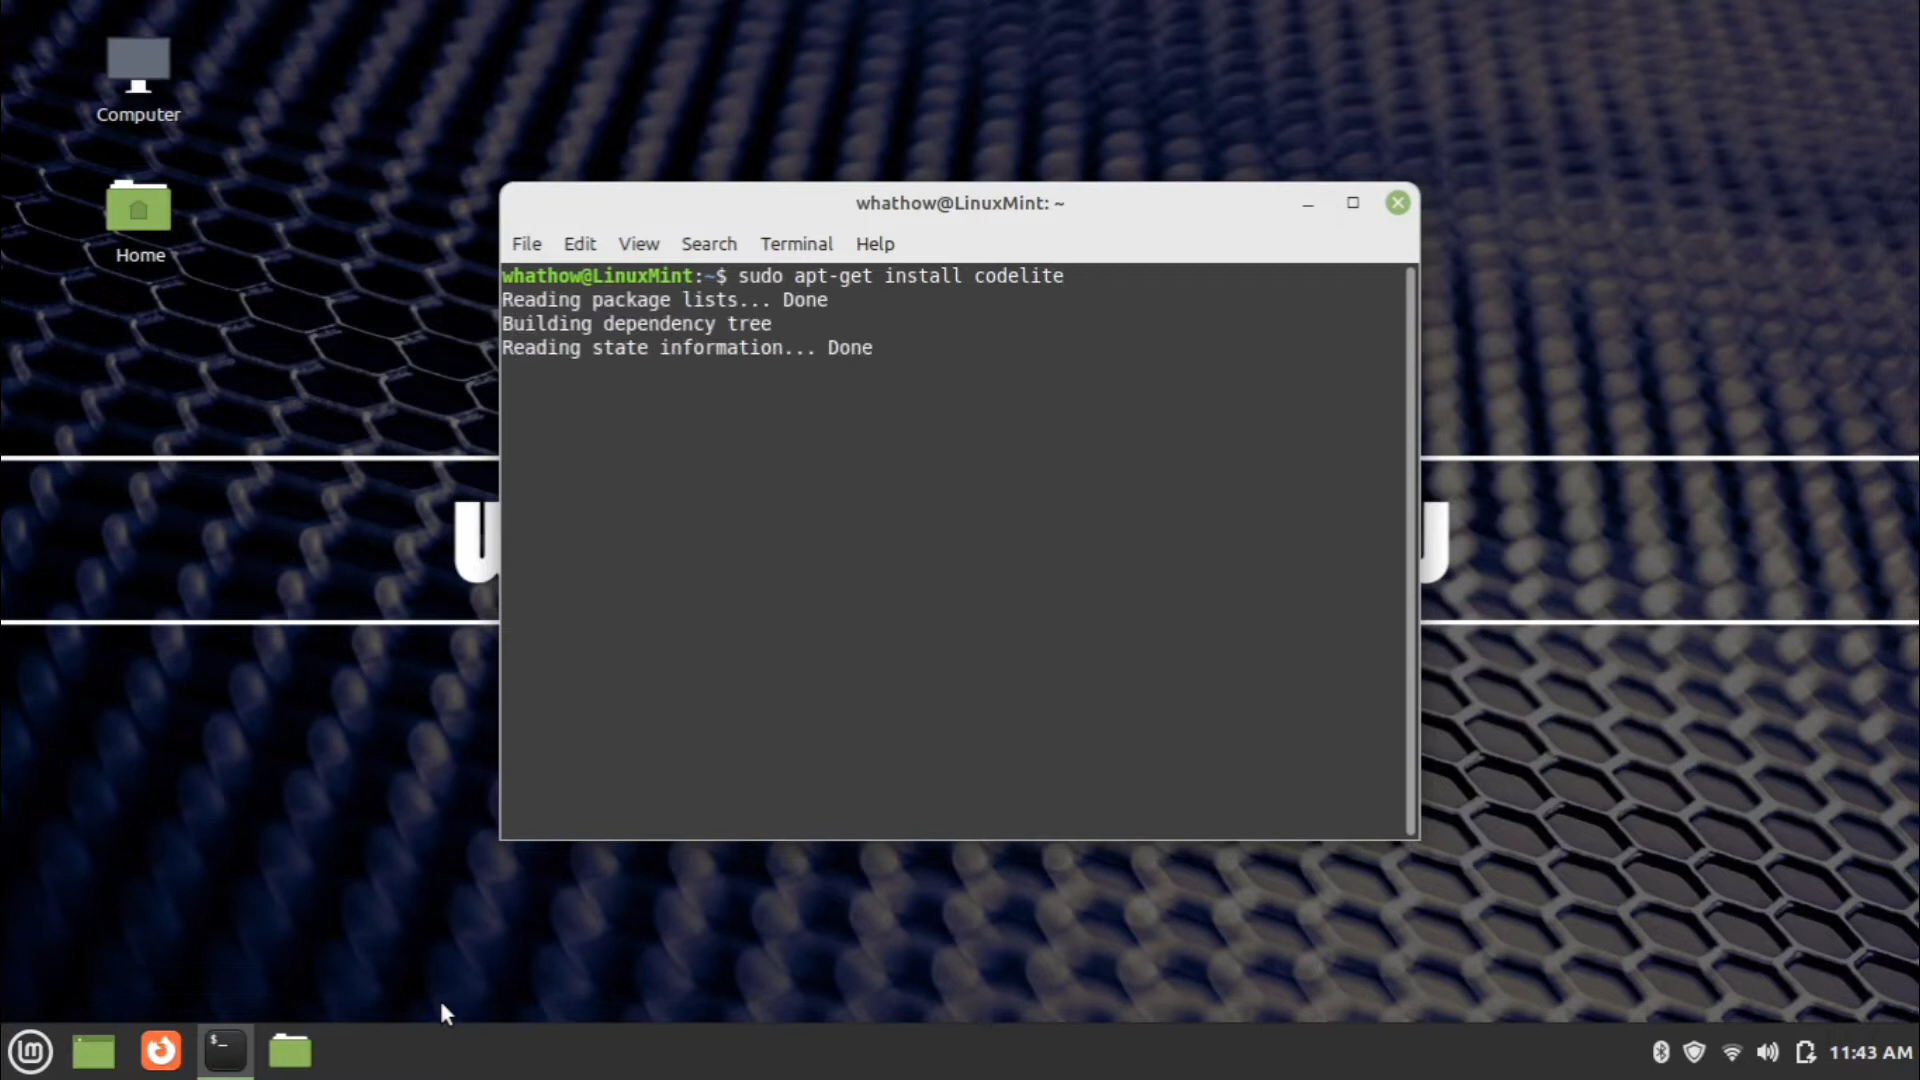 Computer
Home
whathow@LinuxMint: ~
File Edit View Search Terminal Help
whathow@LinuxMint:~$ sudo apt-get install codelite
Reading package lists... Done
Building dependency tree
Reading state information... Done
$_
11:43 AM